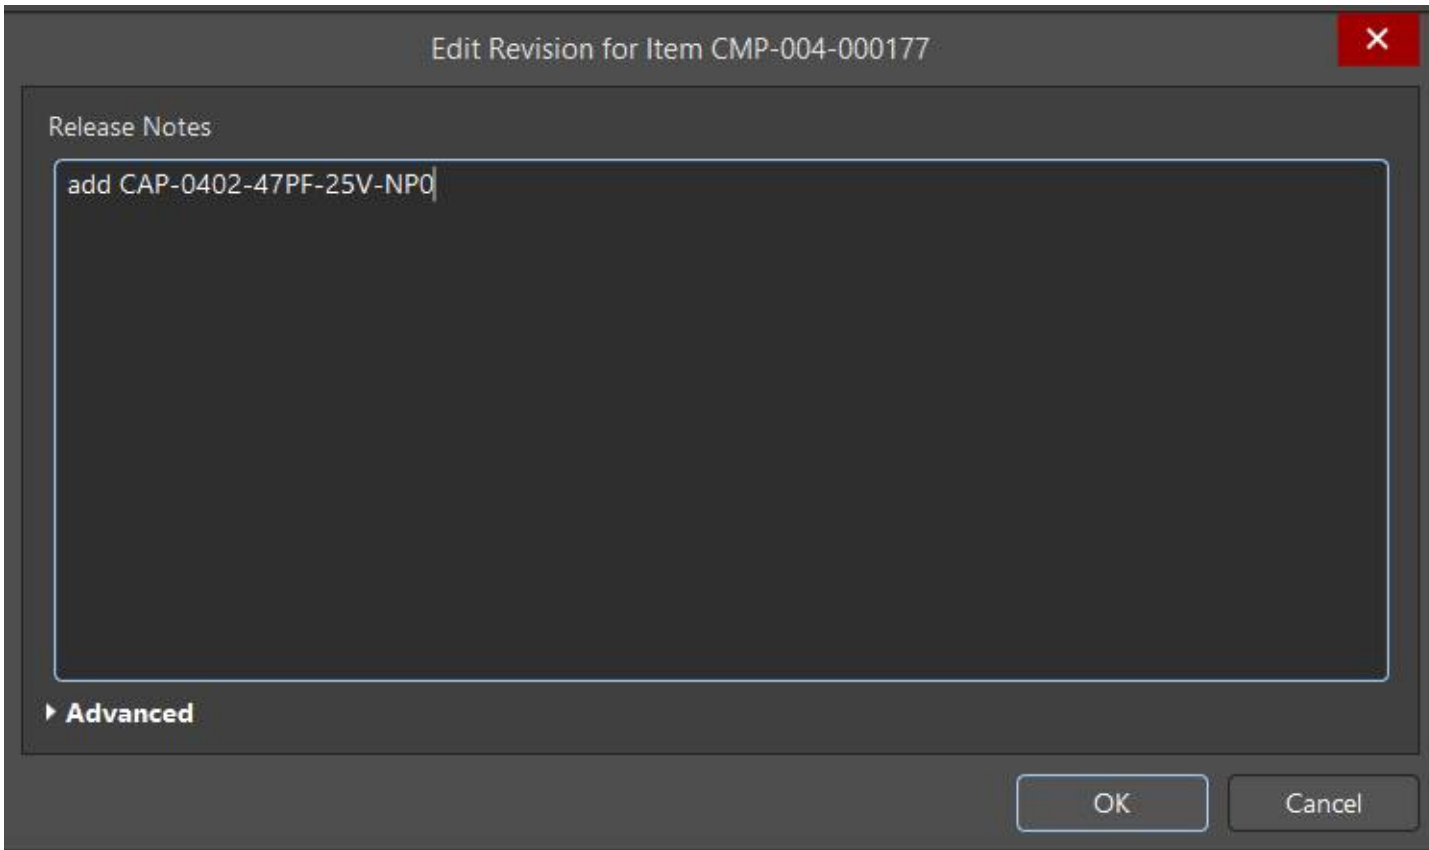 Edit Revision for Item CMP-004-000177
Release Notes
add CAP-0402-47PF-25V-NP0
Advanced
OK
Cancel